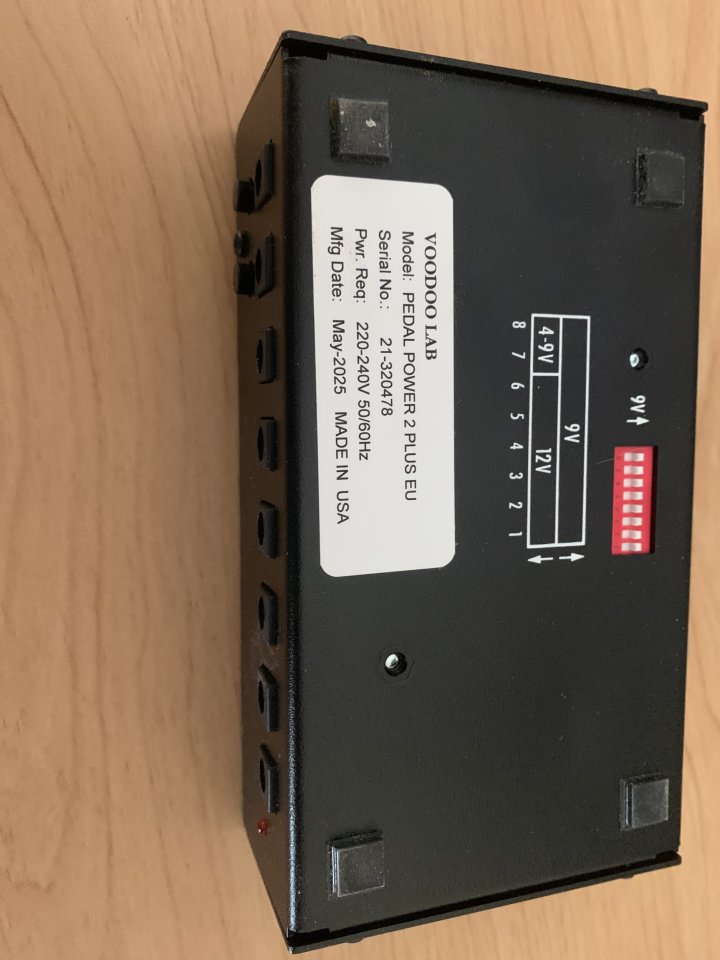 VOODOO LAB
Model: PEDAL POWER 2 PLUS EU
Serial No.: 21-320478
Pwr. Req: 220-240V 50/60Hz
Mfg Date: May-2025 MADE IN USA
9V↑
9V
4-9V 12V
8 7 6 5 4 3 2 1